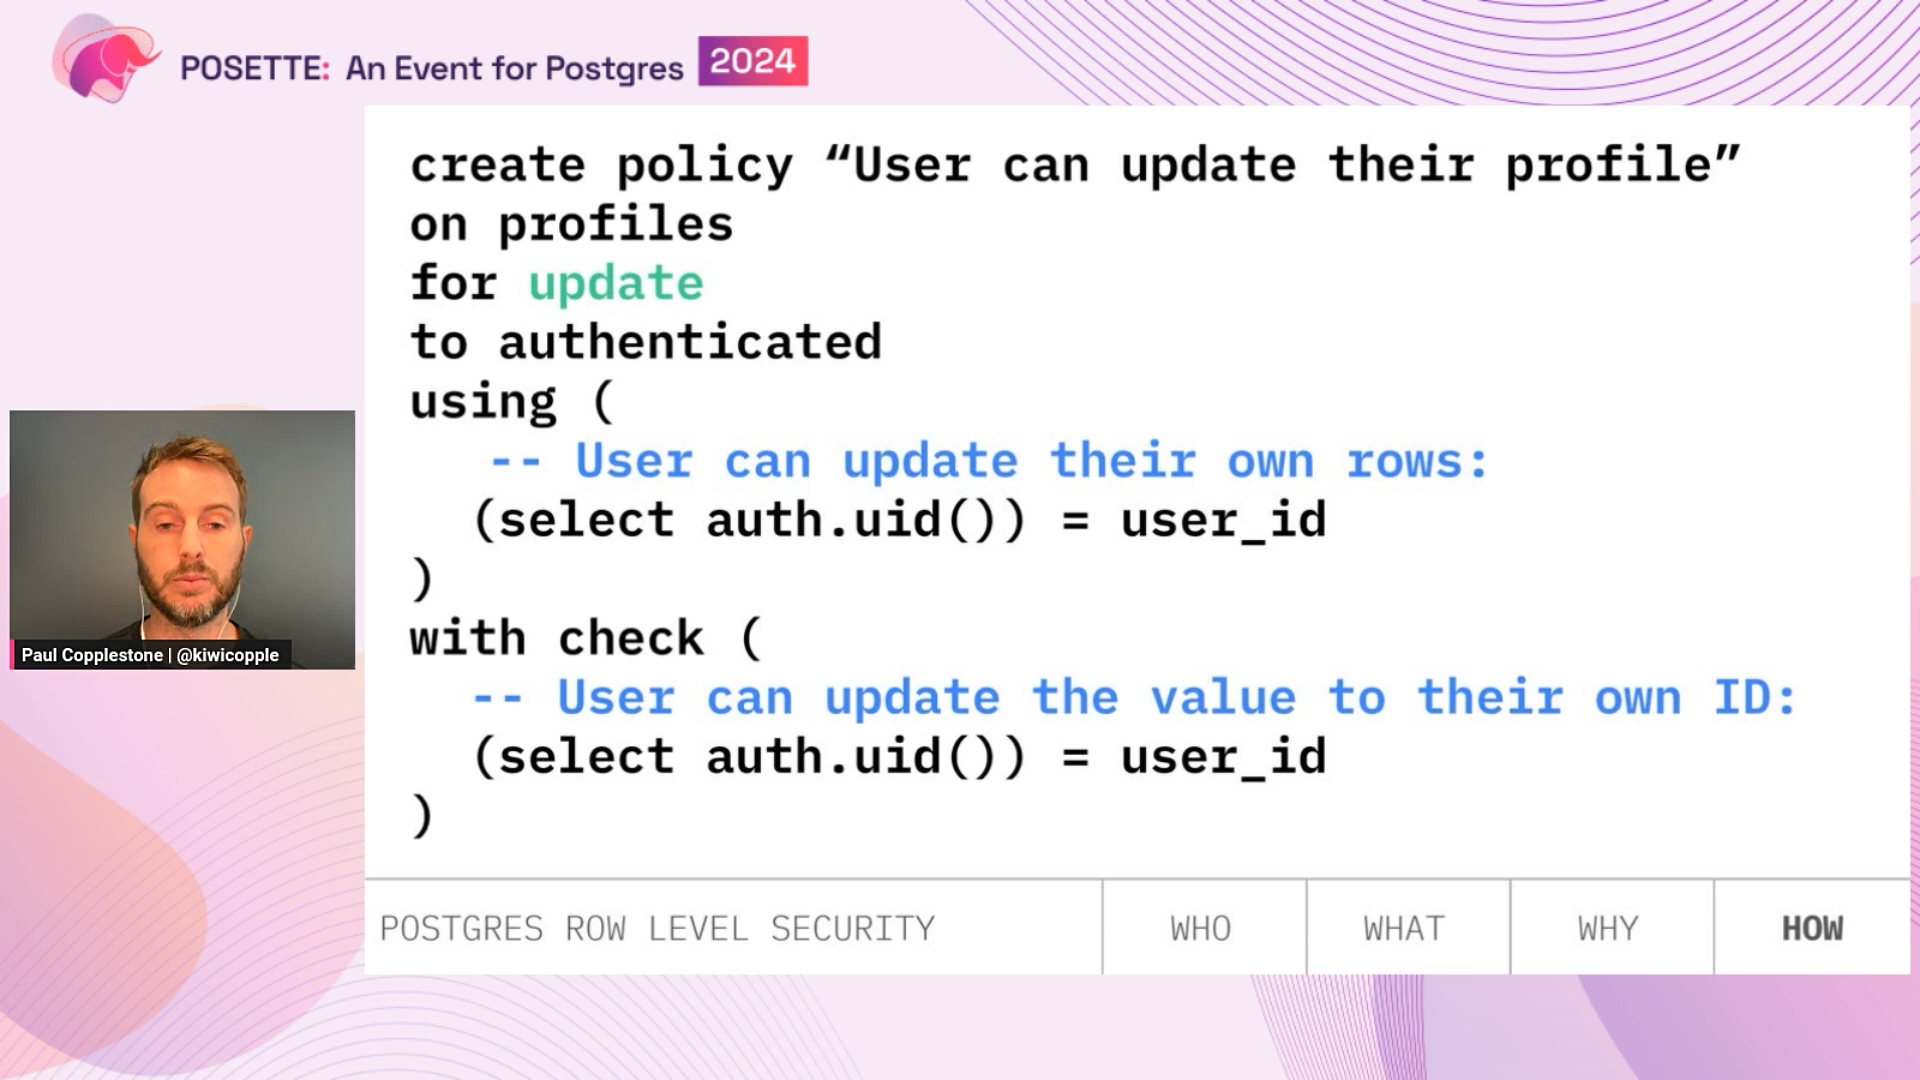 POSETTE: An Event for Postgres 2024
create policy “User can update their profile”
on profiles
for update
to authenticated
using (
-- User can update their own rows:
(select auth.uid()) = user_id
)
with check (
-- User can update the value to their own ID:
(select auth.uid()) = user_id
)
Paul Copplestone | @kiwicopple
POSTGRES ROW LEVEL SECURITY WHO WHAT WHY HOW